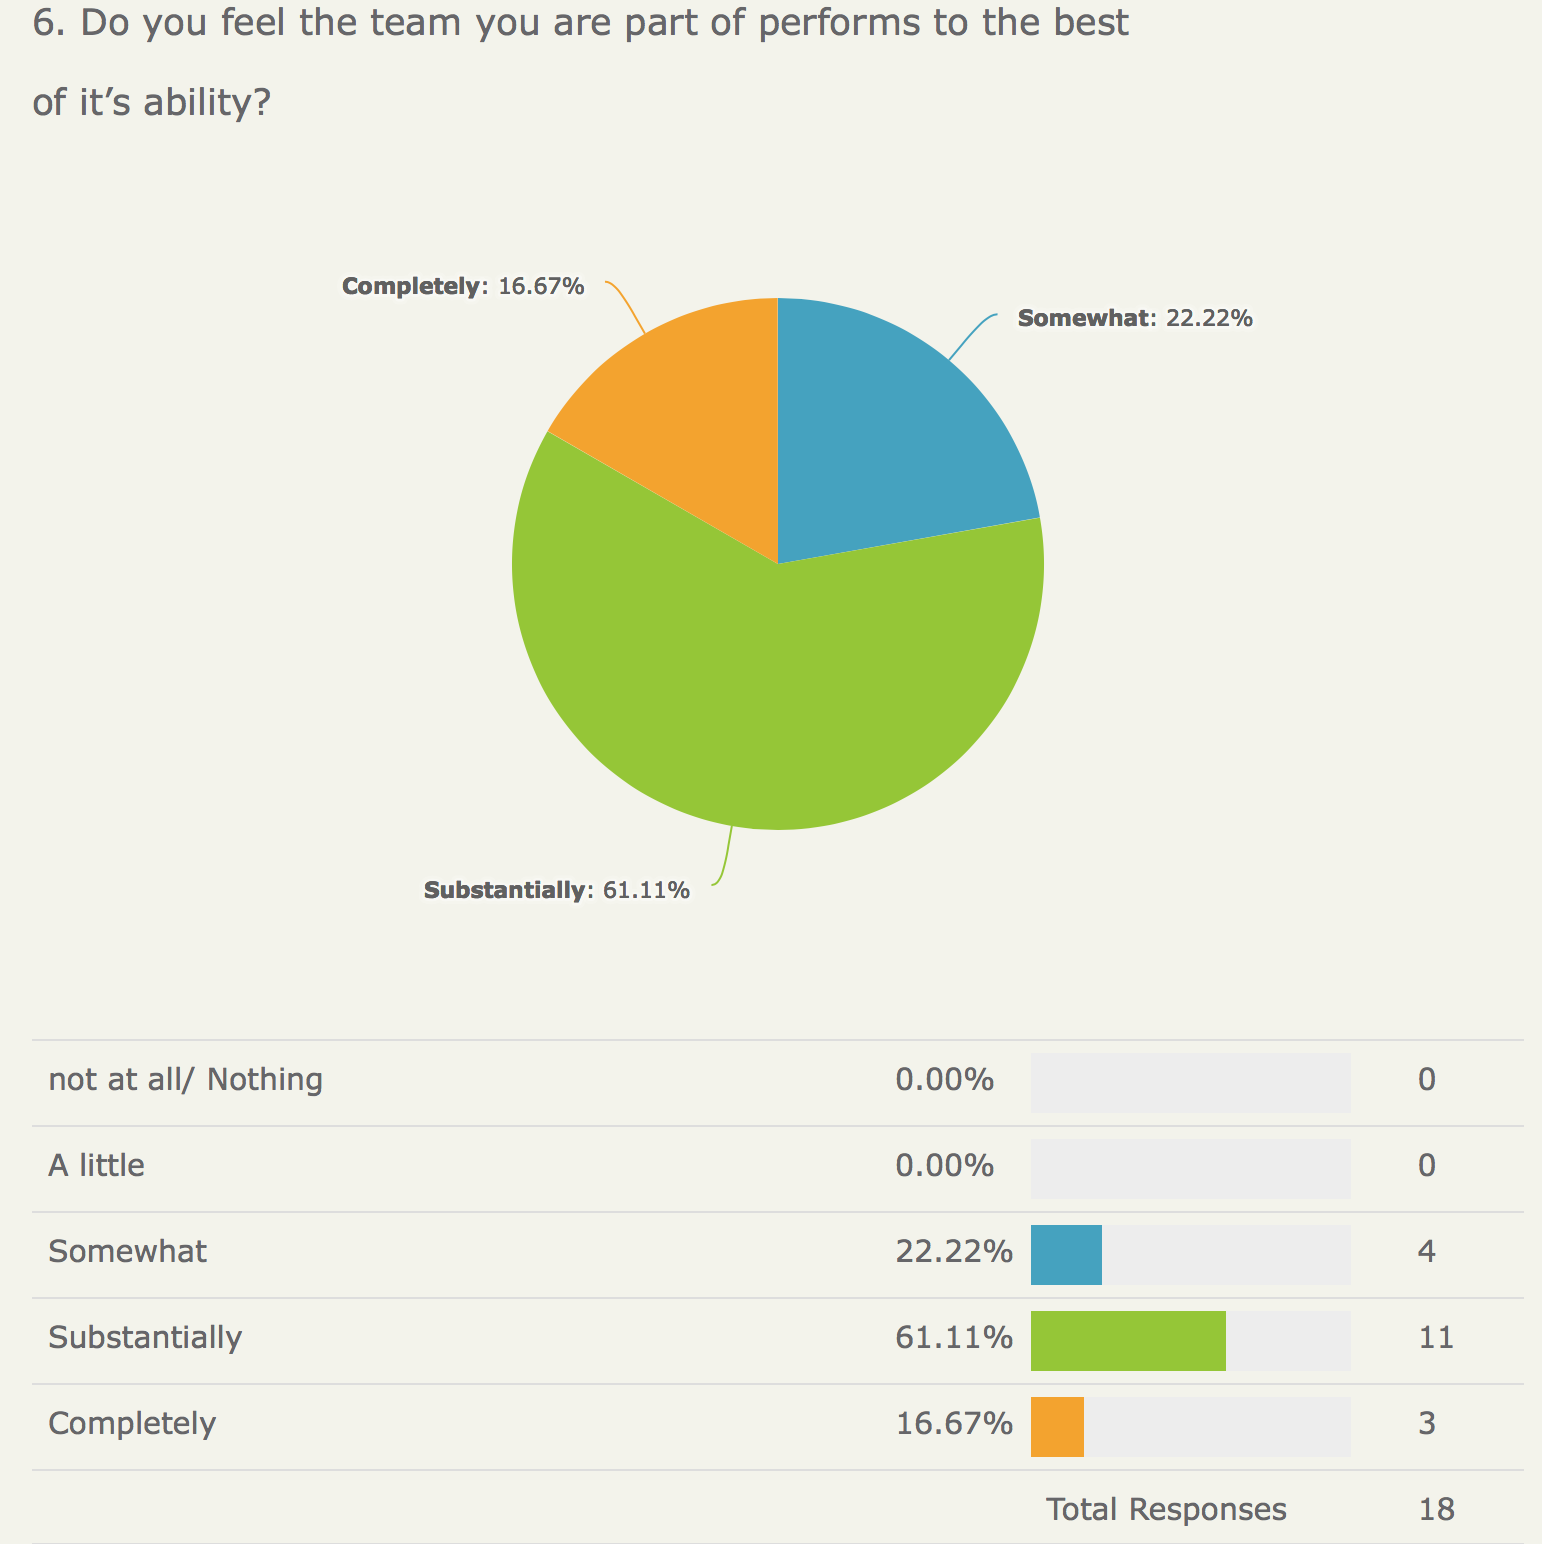 6. Do you feel the team you are part of performs to the best
of it’s ability?
Completely: 16.67%
Somewhat: 22.22%
Substantially: 61.11%
not at all/ Nothing 0.00% 0
A little 0.00% 0
Somewhat 22.22% 4
Substantially 61.11% 11
Completely 16.67% 3
Total Responses 18